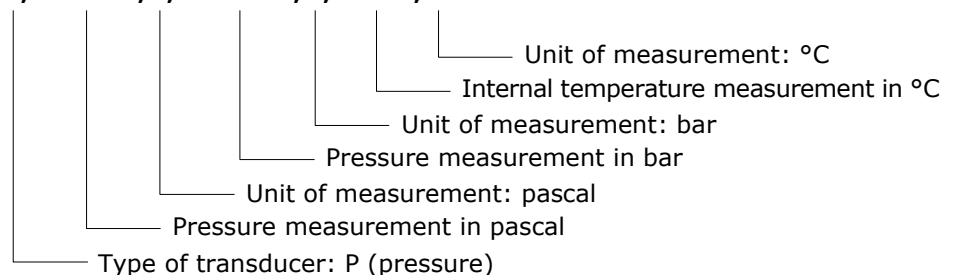 Unit of measurement: °C
Internal temperature measurement in °C
Unit of measurement: bar
Pressure measurement in bar
Unit of measurement: pascal
Pressure measurement in pascal
Type of transducer: P (pressure)